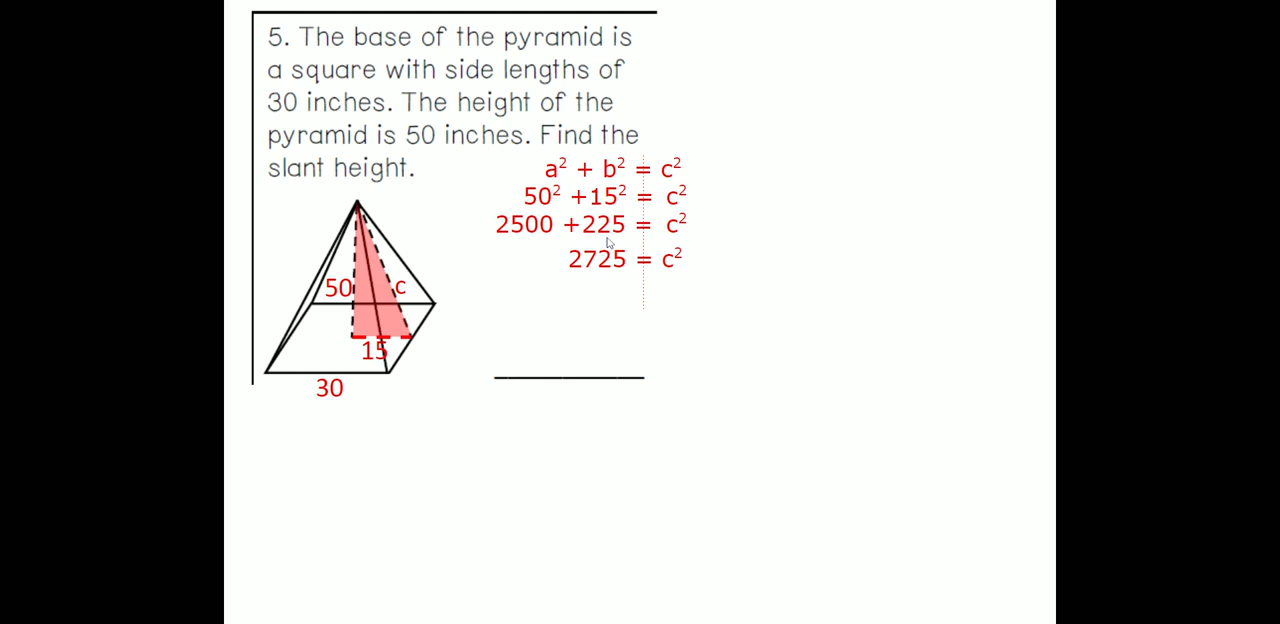 5. The base of the pyramid is
a square with side lengths of
30 inches. The height of the
pyramid is 50 inches. Find the
slant height.
a² + b² = c²
50² +15² = c²
2500 +225 = c²
2725 = c²
50
c
15
30